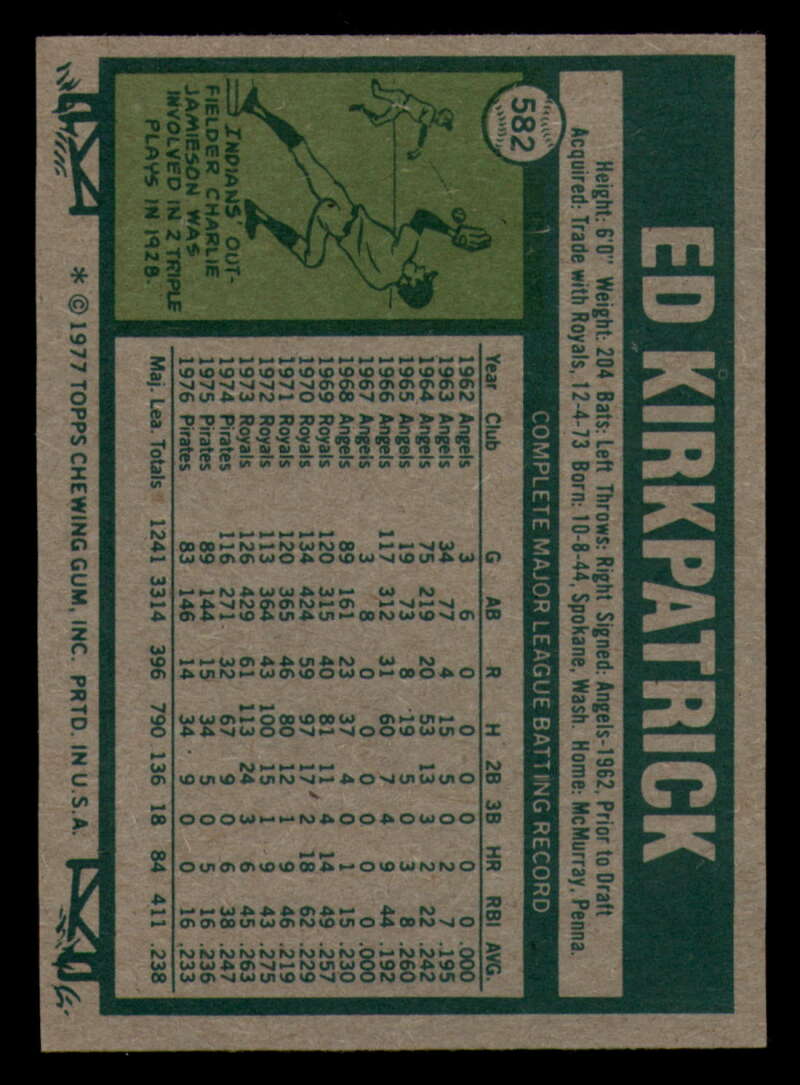 ED KIRKPATRICK
Height: 6'0" Weight: 204 Bats: Left Throws: Right Signed: Angels-1962, Prior to Draft
Acquired: Trade with Royals, 12-4-73 Born: 10-8-44, Spokane, Wash. Home: McMurray, Penna.
582
COMPLETE MAJOR LEAGUE BATTING RECORD
Year Club G AB R H 2B 3B HR RBI AVG.
1962 Angels 3 6 0 0 0 0 0 0 .000
1963 Angels 34 77 4 15 5 0 2 7 .195
1964 Angels 75 219 20 53 13 3 2 22 .242
1965 Angels 19 73 8 19 5 0 3 8 .260
1966 Angels 117 312 31 60 7 4 9 44 .192
1967 Angels 3 8 0 0 0 0 0 0 .000
1968 Angels 89 161 23 37 4 0 1 15 .230
1969 Royals 120 315 40 81 11 4 14 49 .257
1970 Royals 134 424 59 97 17 2 18 62 .229
1971 Royals 120 365 46 80 12 1 9 46 .219
1972 Royals 113 364 43 100 15 1 9 43 .275
1973 Royals 126 429 61 113 24 3 6 45 .263
1974 Pirates 116 271 32 67 9 0 6 38 .247
1975 Pirates 89 144 15 34 5 0 5 16 .236
1976 Pirates 83 146 14 34 9 0 0 16 .233
Maj. Lea. Totals 1241 3314 396 790 136 18 84 411 .238
INDIANS OUT-
FIELDER CHARLIE
JAMIESON WAS
INVOLVED IN 2 TRIPLE
PLAYS IN 1928.
* © 1977 TOPPS CHEWING GUM, INC. PRTD. IN U.S.A.